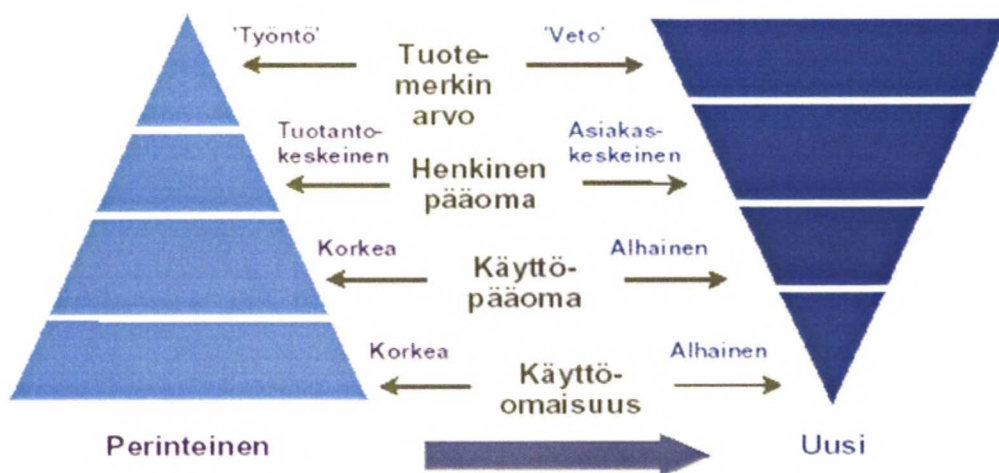 'Työntö'
'Veto'
Tuote-
merkin
arvo
Tuotanto-
keskeinen
Asiakas-
keskeinen
Henkinen
pääoma
Korkea
Alhainen
Käyttö-
pääoma
Korkea
Alhainen
Käyttö-
omaisuus
Perinteinen
Uusi